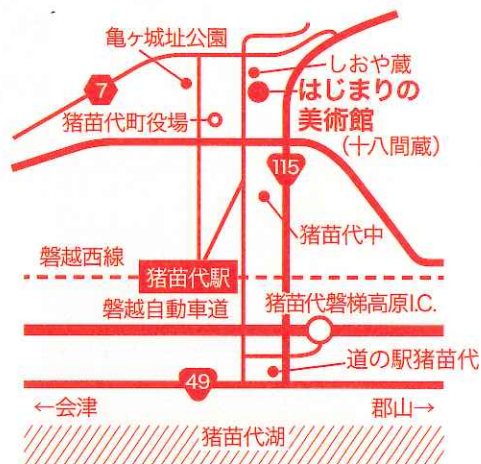 亀ヶ城址公園
しおや蔵
7
はじまりの
美術館
(十八間蔵)
猪苗代町役場
115
猪苗代中
磐越西線
猪苗代駅
磐越自動車道
猪苗代磐梯高原I.C.
道の駅猪苗代
49
←会津
郡山→
猪苗代湖